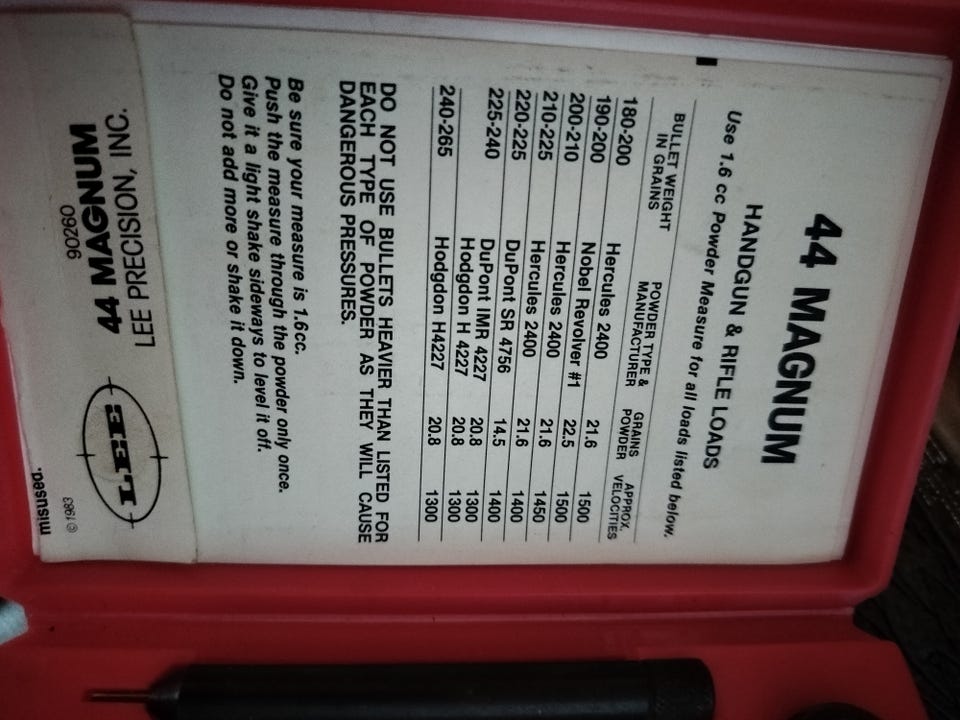 44 MAGNUM
HANDGUN & RIFLE LOADS
Use 1.6 cc Powder Measure for all loads listed below.
BULLET WEIGHT IN GRAINS POWDER TYPE & MANUFACTURER GRAINS POWDER APPROX. VELOCITIES
180-200 Hercules 2400 21.6 1500
190-200 Nobel Revolver #1 22.5 1500
200-210 Hercules 2400 21.6 1450
210-225 Hercules 2400 21.6 1400
220-225 DuPont SR 4756 14.5 1400
225-240 DuPont IMR 4227 20.8 1300
Hodgdon H 4227 20.8 1300
240-265 Hodgdon H4227 20.8 1300
DO NOT USE BULLETS HEAVIER THAN LISTED FOR
EACH TYPE OF POWDER AS THEY WILL CAUSE
DANGEROUS PRESSURES.
Be sure your measure is 1.6cc.
Push the measure through the powder only once.
Give it a light shake sideways to level it off.
Do not add more or shake it down.
LEE PRECISION, INC.
44 MAGNUM
90260
LEE
© 1983
misused.